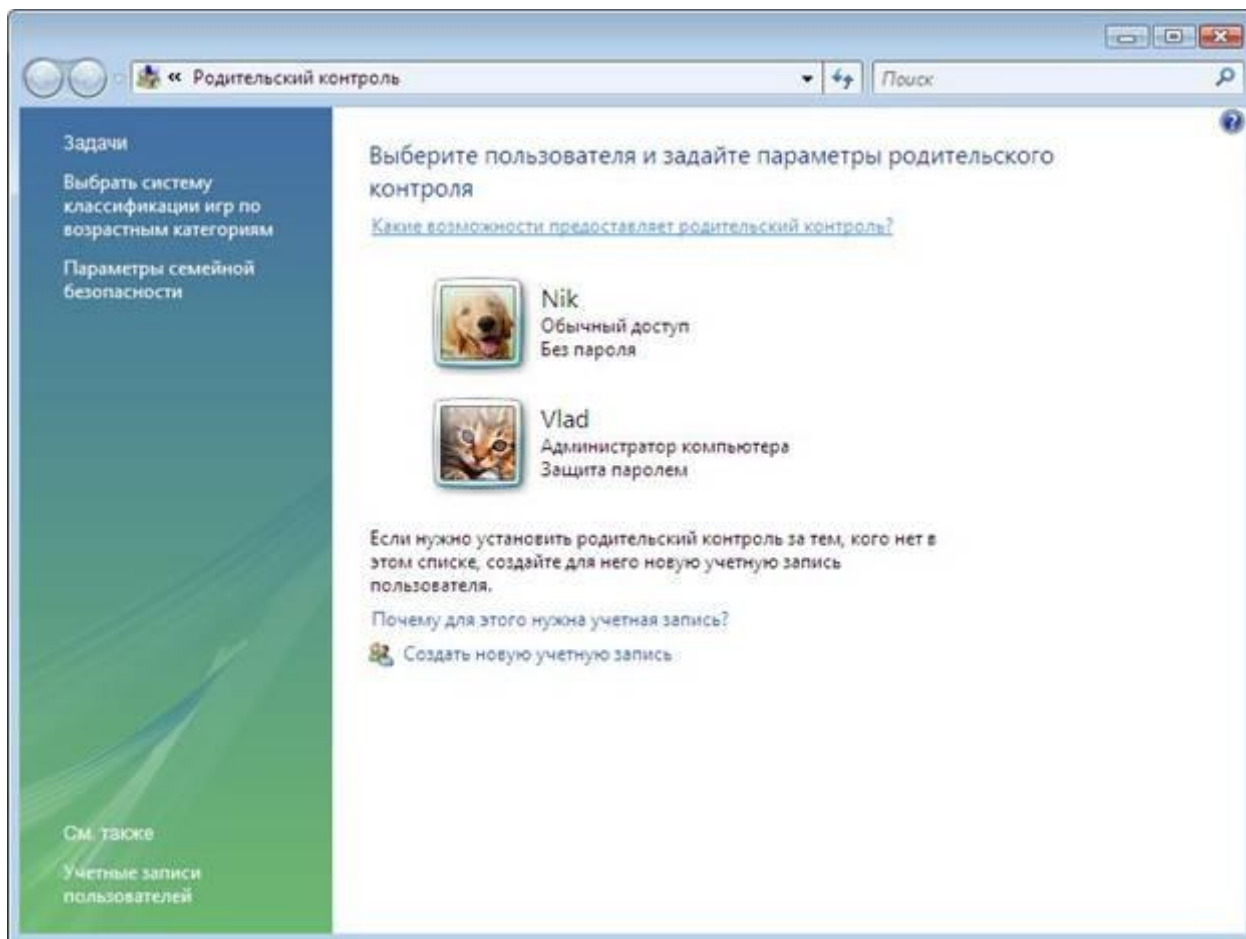 « Родительский контроль
Поиск
Задачи
Выбрать систему
классификации игр по
возрастным категориям
Параметры семейной
безопасности
Выберите пользователя и задайте параметры родительского
контроля
Какие возможности предоставляет родительский контроль?
Nik
Обычный доступ
Без пароля
Vlad
Администратор компьютера
Защита паролем
Если нужно установить родительский контроль за тем, кого нет в
этом списке, создайте для него новую учетную запись
пользователя.
Почему для этого нужна учетная запись?
Создать новую учетную запись
См. также
Учетные записи
пользователей